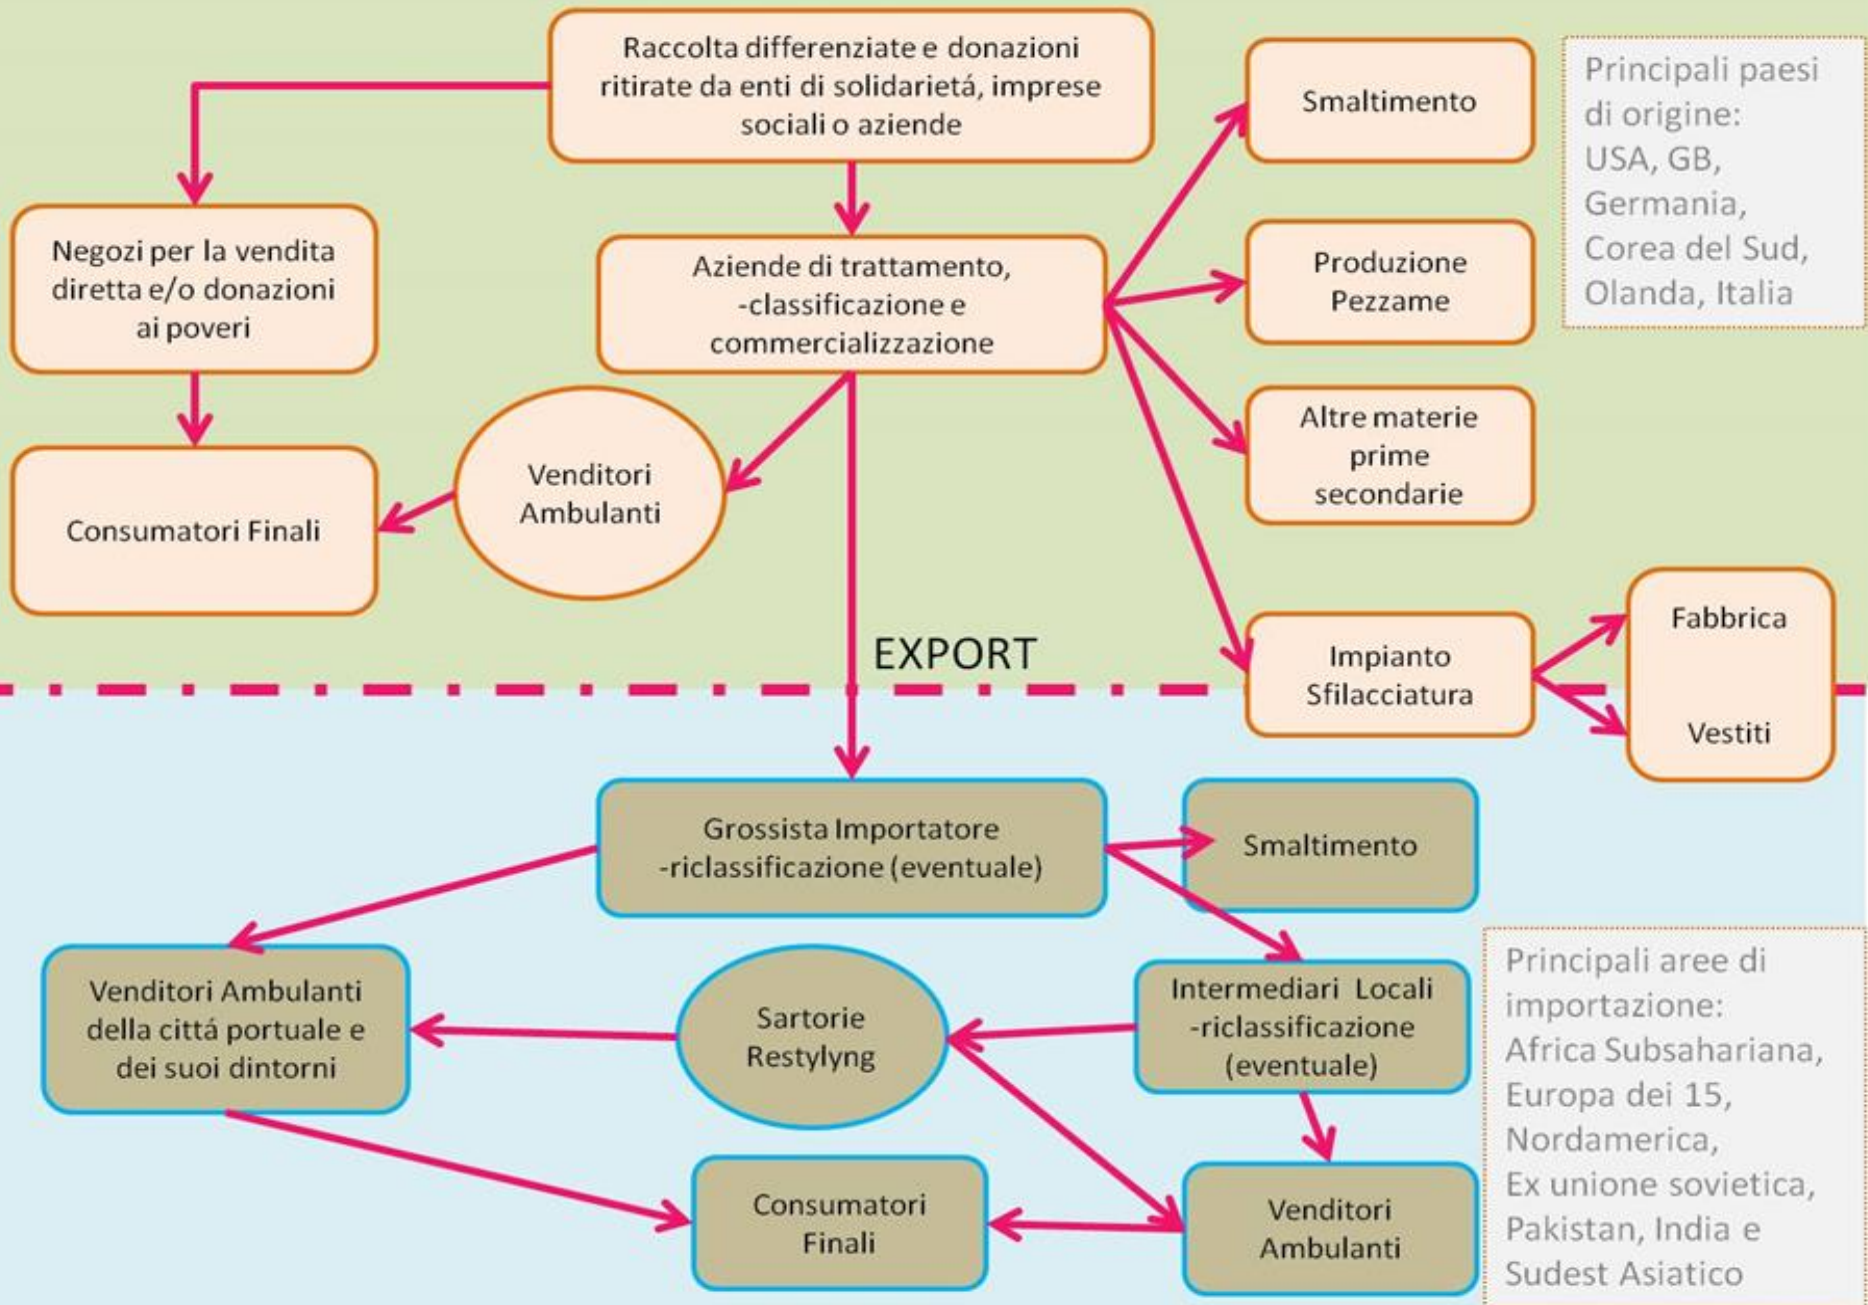 Raccolta differenziate e donazioni
ritirate da enti di solidarietá, imprese
sociali o aziende
Smaltimento
Principali paesi
di origine:
USA, GB,
Germania,
Corea del Sud,
Olanda, Italia
Negozi per la vendita
diretta e/o donazioni
ai poveri
Aziende di trattamento,
-classificazione e
commercializzazione
Produzione
Pezzame
Altre materie
prime
secondarie
Venditori
Ambulanti
Consumatori Finali
EXPORT
Impianto
Sfilacciatura
Fabbrica
Vestiti
Grossista Importatore
-riclassificazione (eventuale)
Smaltimento
Venditori Ambulanti
della cittá portuale e
dei suoi dintorni
Sartorie
Restylyng
Intermediari Locali
-riclassificazione
(eventuale)
Principali aree di
importazione:
Africa Subsahariana,
Europa dei 15,
Nordamerica,
Ex unione sovietica,
Pakistan, India e
Sudest Asiatico
Consumatori
Finali
Venditori
Ambulanti